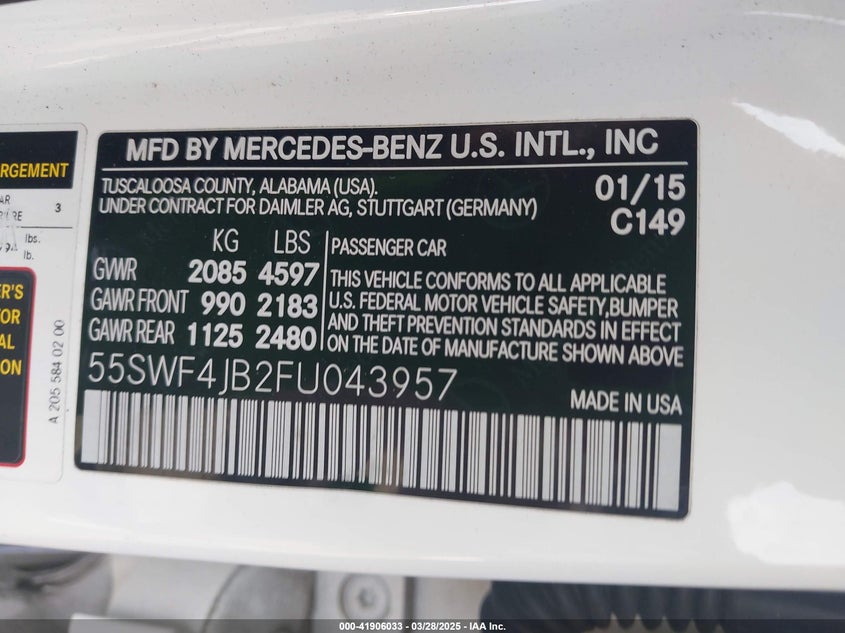 MFD BY MERCEDES-BENZ U.S. INTL., INC
TUSCALOOSA COUNTY, ALABAMA (USA).
UNDER CONTRACT FOR DAIMLER AG, STUTTGART (GERMANY)
01/15
C149
KG LBS
GVWR 2085 4597
GAWR FRONT 990 2183
GAWR REAR 1125 2480
PASSENGER CAR
THIS VEHICLE CONFORMS TO ALL APPLICABLE
U.S. FEDERAL MOTOR VEHICLE SAFETY,BUMPER
AND THEFT PREVENTION STANDARDS IN EFFECT
ON THE DATE OF MANUFACTURE SHOWN ABOVE
55SWF4JB2FU043957
MADE IN USA
3
lbs.
lb.
A 205 584 02 00
000-41906033 / 03/28/2025 / IAA Inc.